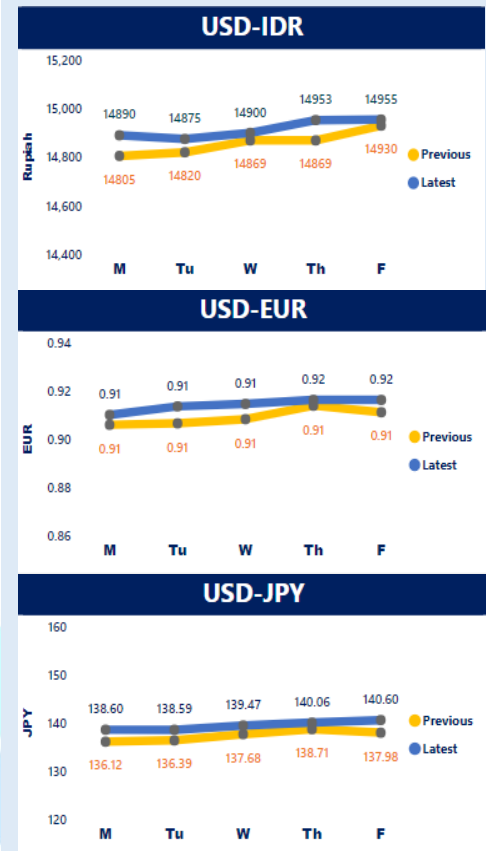 USD-IDR
15,200
15,000
14,800
14,600
14,400
Rupiah
14890 14875 14900 14953 14955
14805 14820 14869 14869 14930
M Tu W Th F
Previous
Latest
USD-EUR
0.94
0.92
0.90
0.88
0.86
EUR
0.91 0.91 0.91 0.92 0.92
0.91 0.91 0.91 0.91 0.91
M Tu W Th F
Previous
Latest
USD-JPY
160
150
140
130
120
JPY
138.60 138.59 139.47 140.06 140.60
136.12 136.39 137.68 138.71 137.98
M Tu W Th F
Previous
Latest